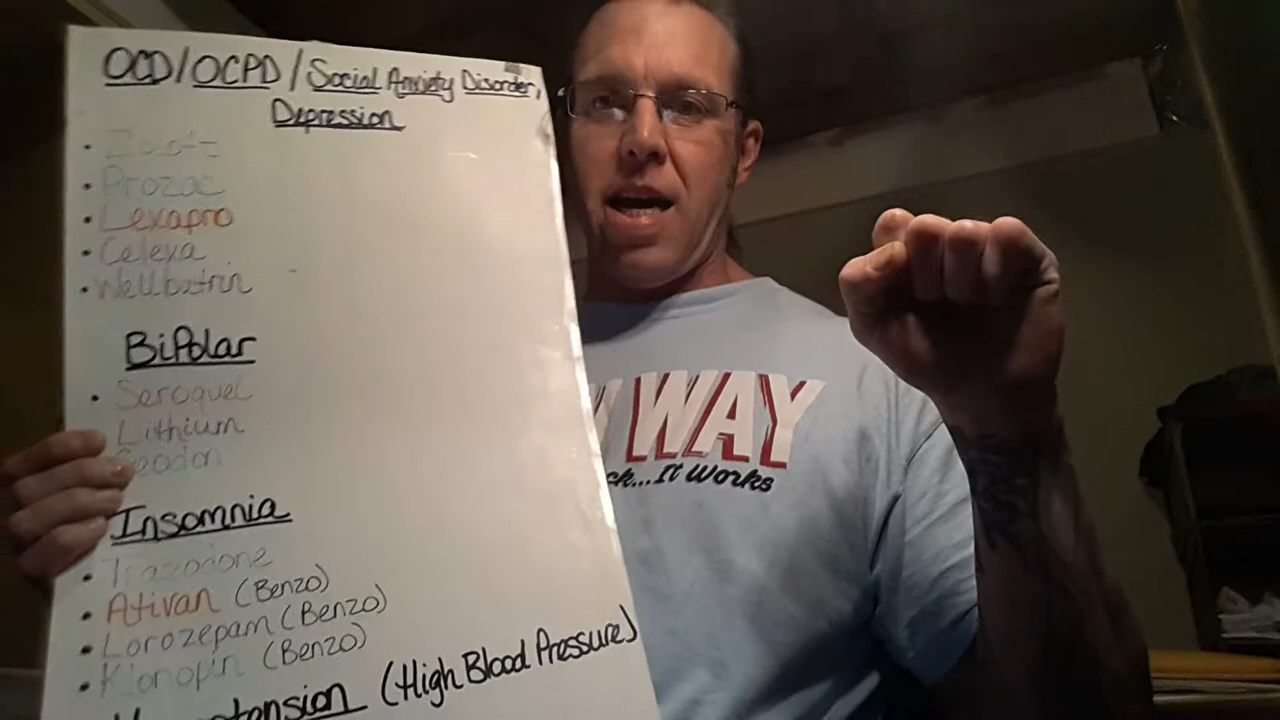 OCD/OCPD/Social Anxiety Disorder,
Depression
• Zoloft
• Prozac
• Lexapro
• Celexa
• Wellbutrin
BiPolar
• Seroquel
Lithium
Geodon
Insomnia
• Trazodone
• Ativan (Benzo)
• Lorozepam (Benzo)
• Klonopin (Benzo)
(High Blood Pressure)
WAY
It Works